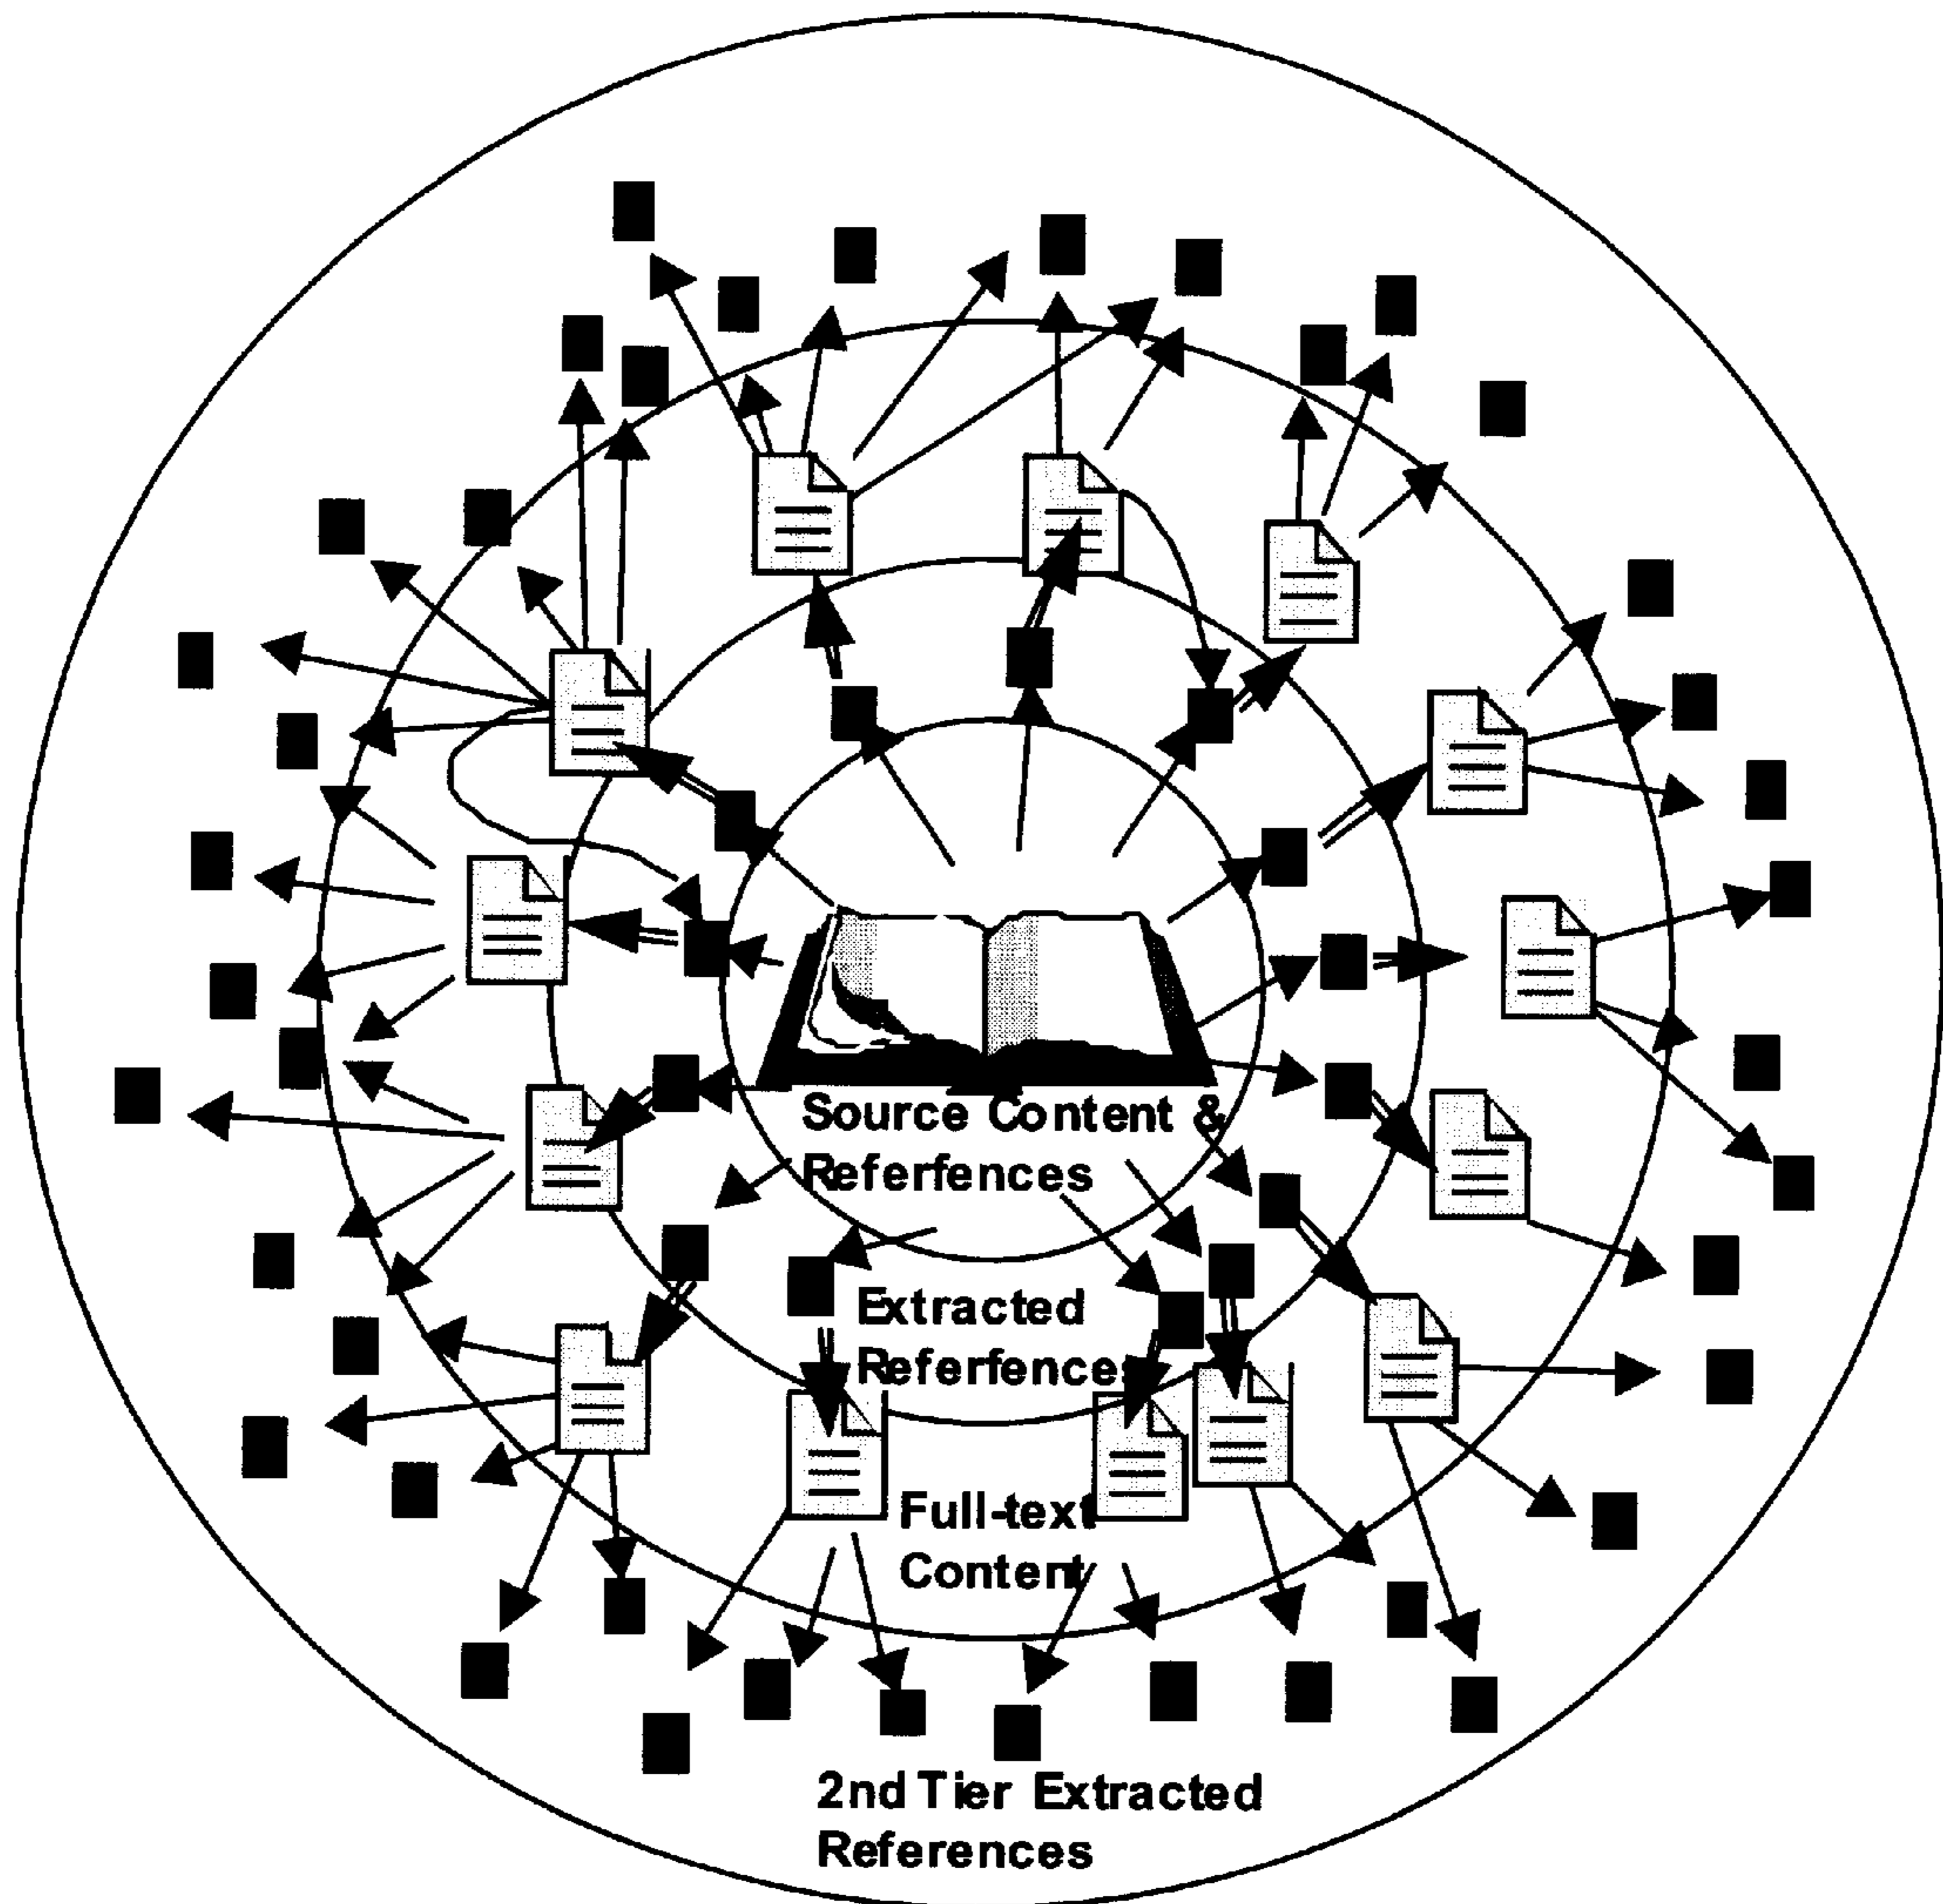 Source Content &
Referfences
Extracted
Referfences
Full-text
Content
2nd Tier Extracted
References